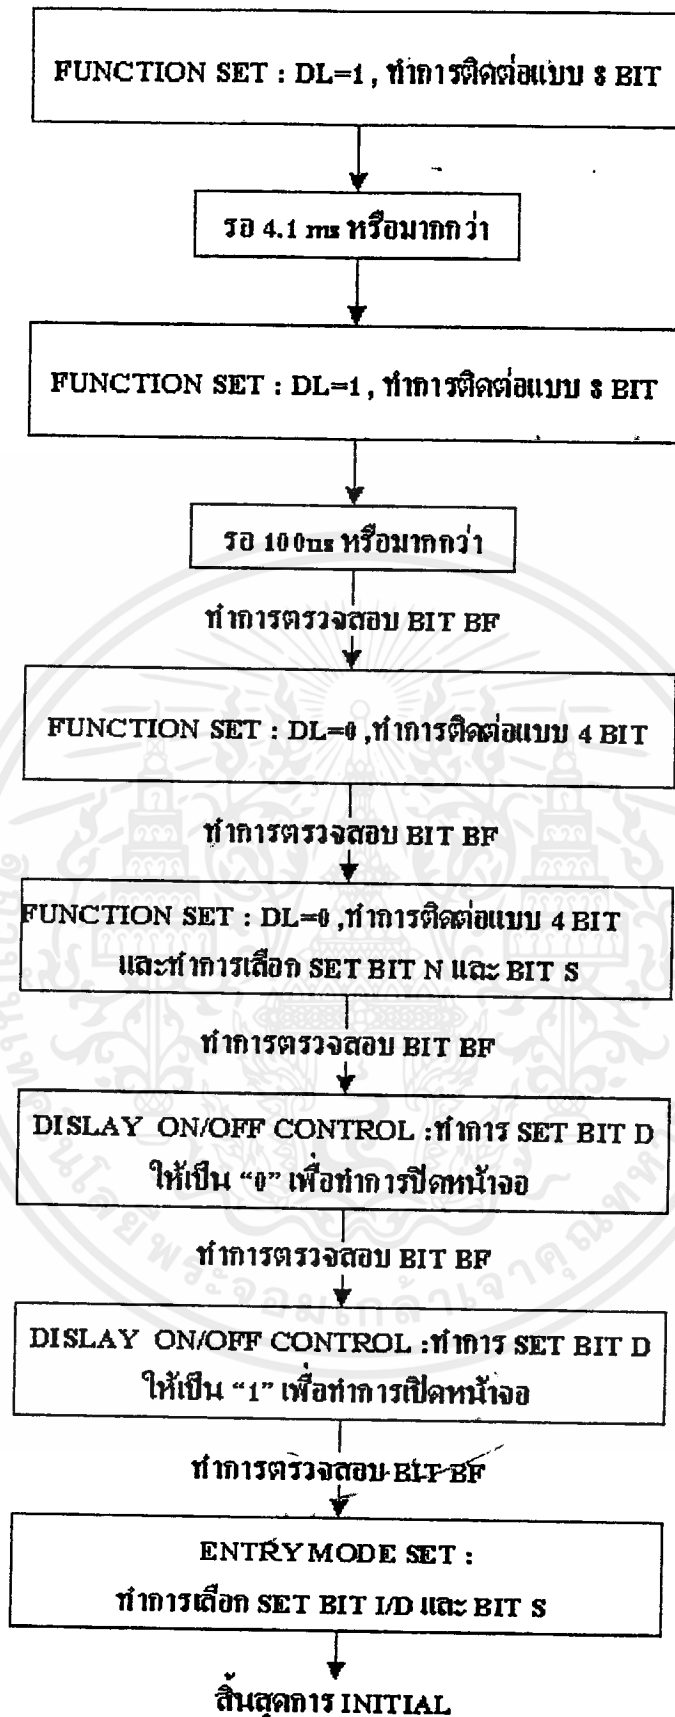 FUNCTION SET : DL=1 , ทำการติดต่อแบบ 8 BIT
รอ 4.1 ms หรือมากกว่า
FUNCTION SET : DL=1 , ทำการติดต่อแบบ 8 BIT
รอ 100us หรือมากกว่า
ทำการตรวจสอบ BIT BF
FUNCTION SET : DL=0 ,ทำการติดต่อแบบ 4 BIT
ทำการตรวจสอบ BIT BF
FUNCTION SET : DL=0 ,ทำการติดต่อแบบ 4 BIT
และทำการเลือก SET BIT N และ BIT S
ทำการตรวจสอบ BIT BF
DISLAY ON/OFF CONTROL :ทำการ SET BIT D
ให้เป็น “0” เพื่อทำการปิดหน้าจอ
ทำการตรวจสอบ BIT BF
DISLAY ON/OFF CONTROL :ทำการ SET BIT D
ให้เป็น “1” เพื่อทำการเปิดหน้าจอ
ทำการตรวจสอบ BIT BF
ENTRY MODE SET :
ทำการเลือก SET BIT I/D และ BIT S
สิ้นสุดการ INITIAL